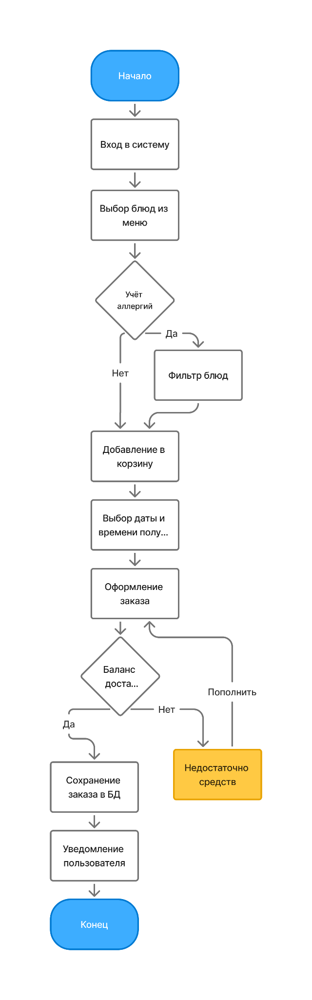 Начало
Вход в систему
Выбор блюд из
меню
Учёт
аллергий
Да
Нет
Фильтр блюд
Добавление в
корзину
Выбор даты и
времени полу...
Оформление
заказа
Баланс
доста...
Пополнить
Нет
Да
Недостаточно
средств
Сохранение
заказа в БД
Уведомление
пользователя
Конец